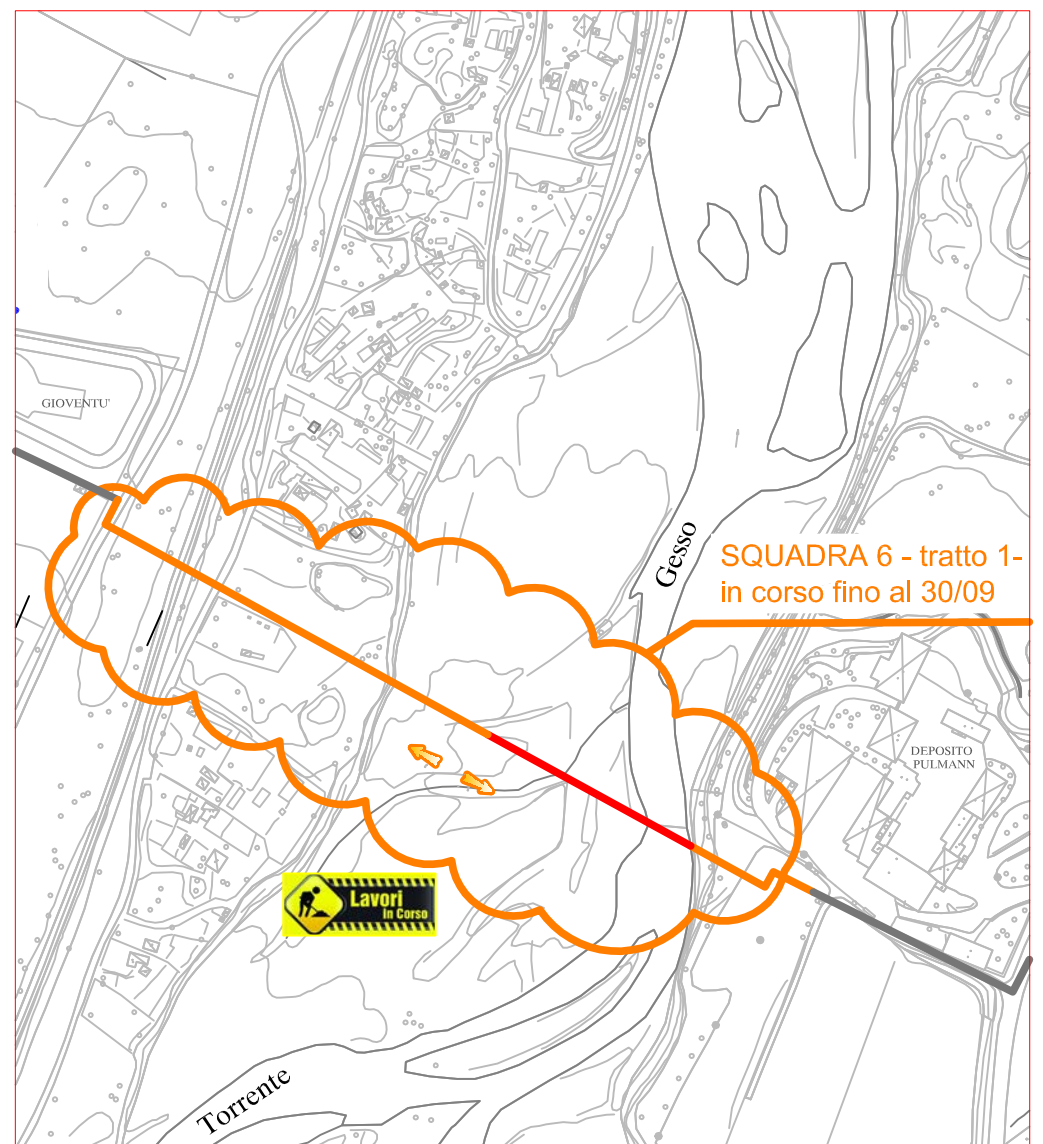 GIOVENTU'
Gesso
SQUADRA 6 - tratto 1-
in corso fino al 30/09
DEPOSITO
PULMANN
Lavori
In Corso
Torrente